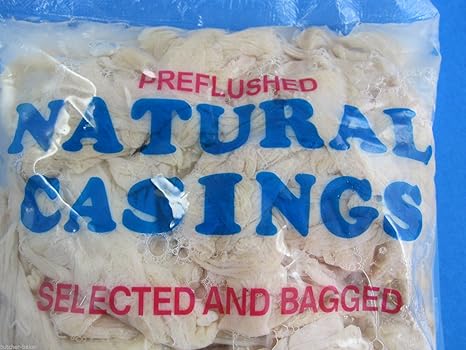 PREFLUSHED
NATURAL
CASINGS
SELECTED AND BAGGED